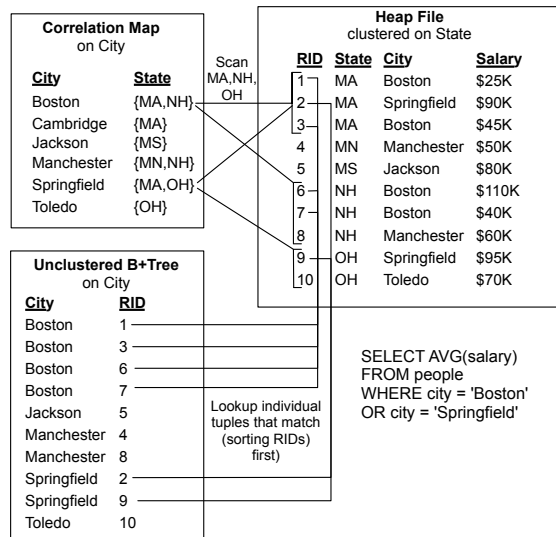 Correlation Map
on City
City State
Boston {MA,NH}
Cambridge {MA}
Jackson {MS}
Manchester {MN,NH}
Springfield {MA,OH}
Toledo {OH}
Scan
MA,NH,
OH
Heap File
clustered on State
RID State City Salary
1 MA Boston $25K
2 MA Springfield $90K
3 MA Boston $45K
4 MN Manchester $50K
5 MS Jackson $80K
6 NH Boston $110K
7 NH Boston $40K
8 NH Manchester $60K
9 OH Springfield $95K
10 OH Toledo $70K
Unclustered B+Tree
on City
City RID
Boston 1
Boston 3
Boston 6
Boston 7
Jackson 5
Manchester 4
Manchester 8
Springfield 2
Springfield 9
Toledo 10
Lookup individual
tuples that match
(sorting RIDs)
first)
SELECT AVG(salary)
FROM people
WHERE city = 'Boston'
OR city = 'Springfield'